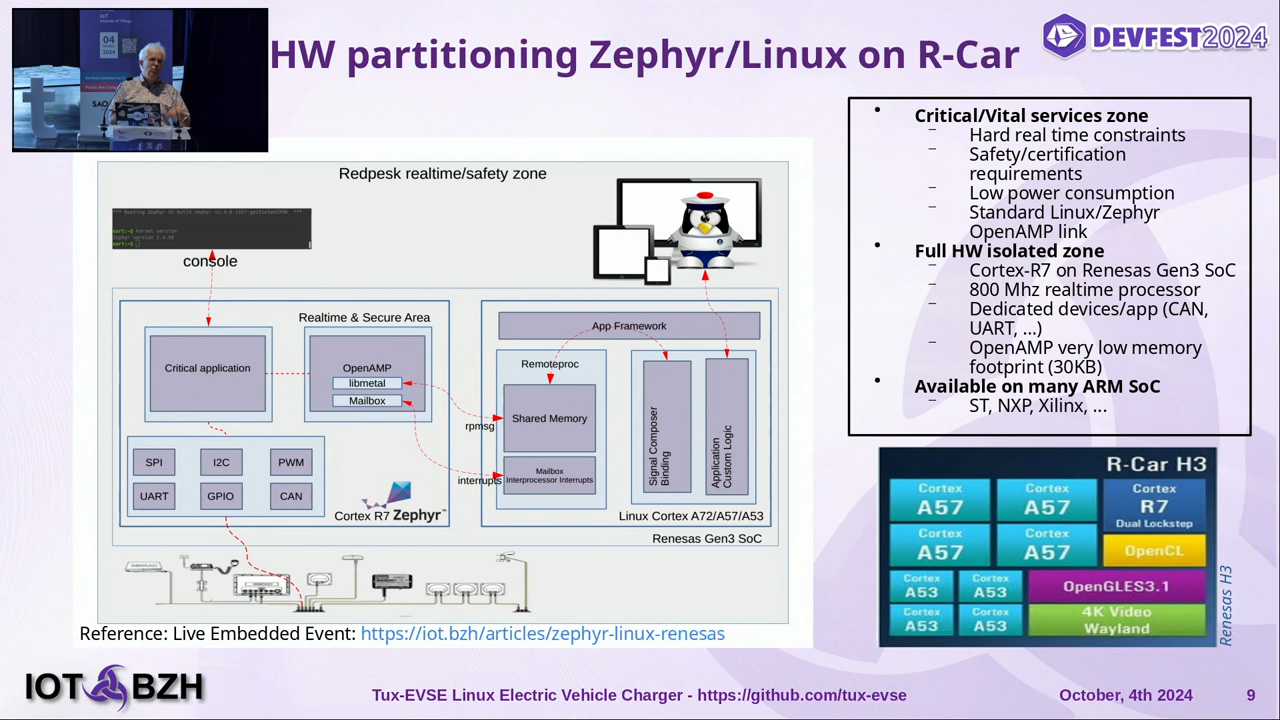 HW partitioning Zephyr/Linux on R-Car
DEVFEST2024
IoT
04
2024
SAO
t
Redpesk realtime/safety zone
console
Realtime & Secure Area
Critical application
OpenAMP
libmetal
Mailbox
SPI
I2C
PWM
UART
GPIO
CAN
Cortex R7
Zephyr™
rpmsg
interrupts
App Framework
Remoteproc
Shared Memory
Mailbox
Interprocessor Interrupts
Signal Composer
Binding
Application
Custom Logic
Linux Cortex A72/A57/A53
Renesas Gen3 SoC
Reference: Live Embedded Event: https://iot.bzh/articles/zephyr-linux-renesas
• Critical/Vital services zone
– Hard real time constraints
– Safety/certification
requirements
– Low power consumption
– Standard Linux/Zephyr
OpenAMP link
• Full HW isolated zone
– Cortex-R7 on Renesas Gen3 SoC
– 800 Mhz realtime processor
– Dedicated devices/app (CAN,
UART, ...)
– OpenAMP very low memory
footprint (30KB)
• Available on many ARM SoC
– ST, NXP, Xilinx, ...
R-Car H3
Cortex
A57
Cortex
A57
Cortex
R7
Dual Lockstep
Cortex
A57
Cortex
A57
OpenCL
Cortex
A53
Cortex
A53
OpenGLES3.1
Cortex
A53
Cortex
A53
4K Video
Wayland
Renesas H3
IOT BZH
Tux-EVSE Linux Electric Vehicle Charger - https://github.com/tux-evse
October, 4th 2024
9